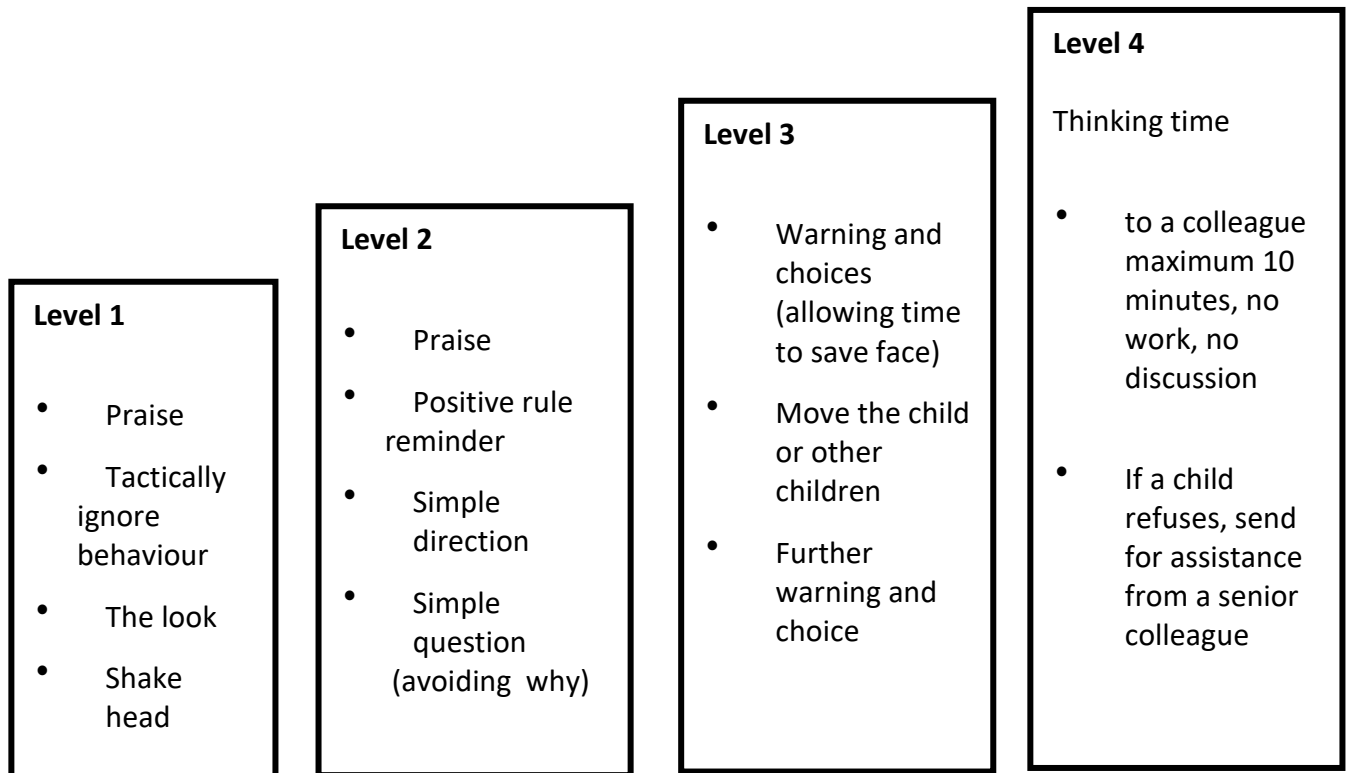 Level 1
• Praise
• Tactically
ignore
behaviour
• The look
• Shake
head
Level 2
• Praise
• Positive rule
reminder
• Simple
direction
• Simple
question
(avoiding why)
Level 3
• Warning and
choices
(allowing time
to save face)
• Move the child
or other
children
• Further
warning and
choice
Level 4
Thinking time
• to a colleague
maximum 10
minutes, no
work, no
discussion
• If a child
refuses, send
for assistance
from a senior
colleague